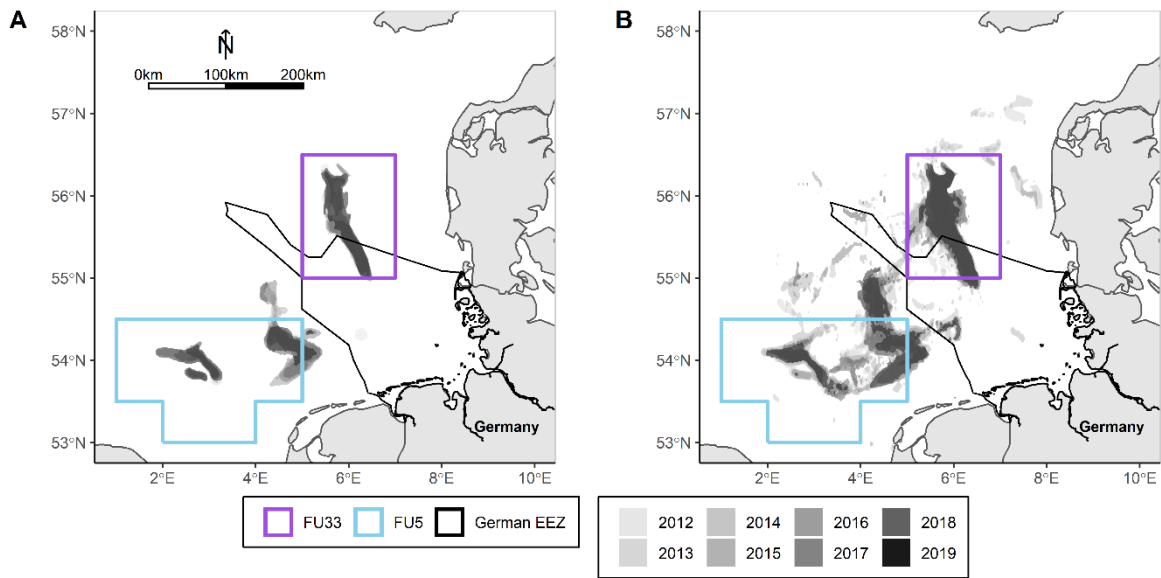 A
B
N
0km 100km 200km
58°N
57°N
56°N
55°N
54°N
53°N
2°E 4°E 6°E 8°E 10°E
Germany
58°N
57°N
56°N
55°N
54°N
53°N
2°E 4°E 6°E 8°E 10°E
Germany
FU33 FU5 German EEZ
2012 2014 2016 2018
2013 2015 2017 2019